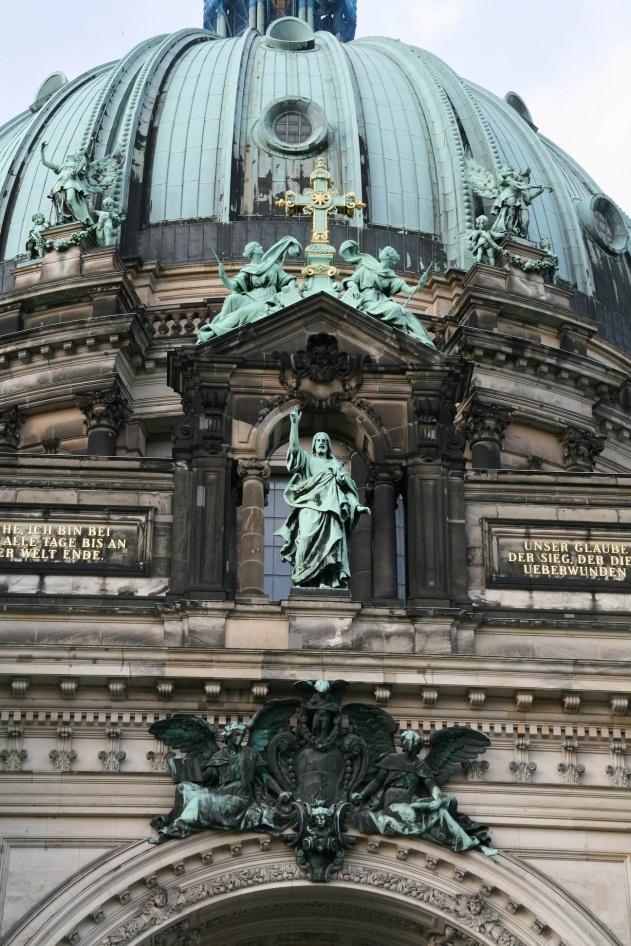 HE, ICH BIN BEI
ALLE TAGE BIS AN
ER WELT ENDE.
UNSER GLAUBE
DER SIEG, DER DIE
UEBERWUNDEN